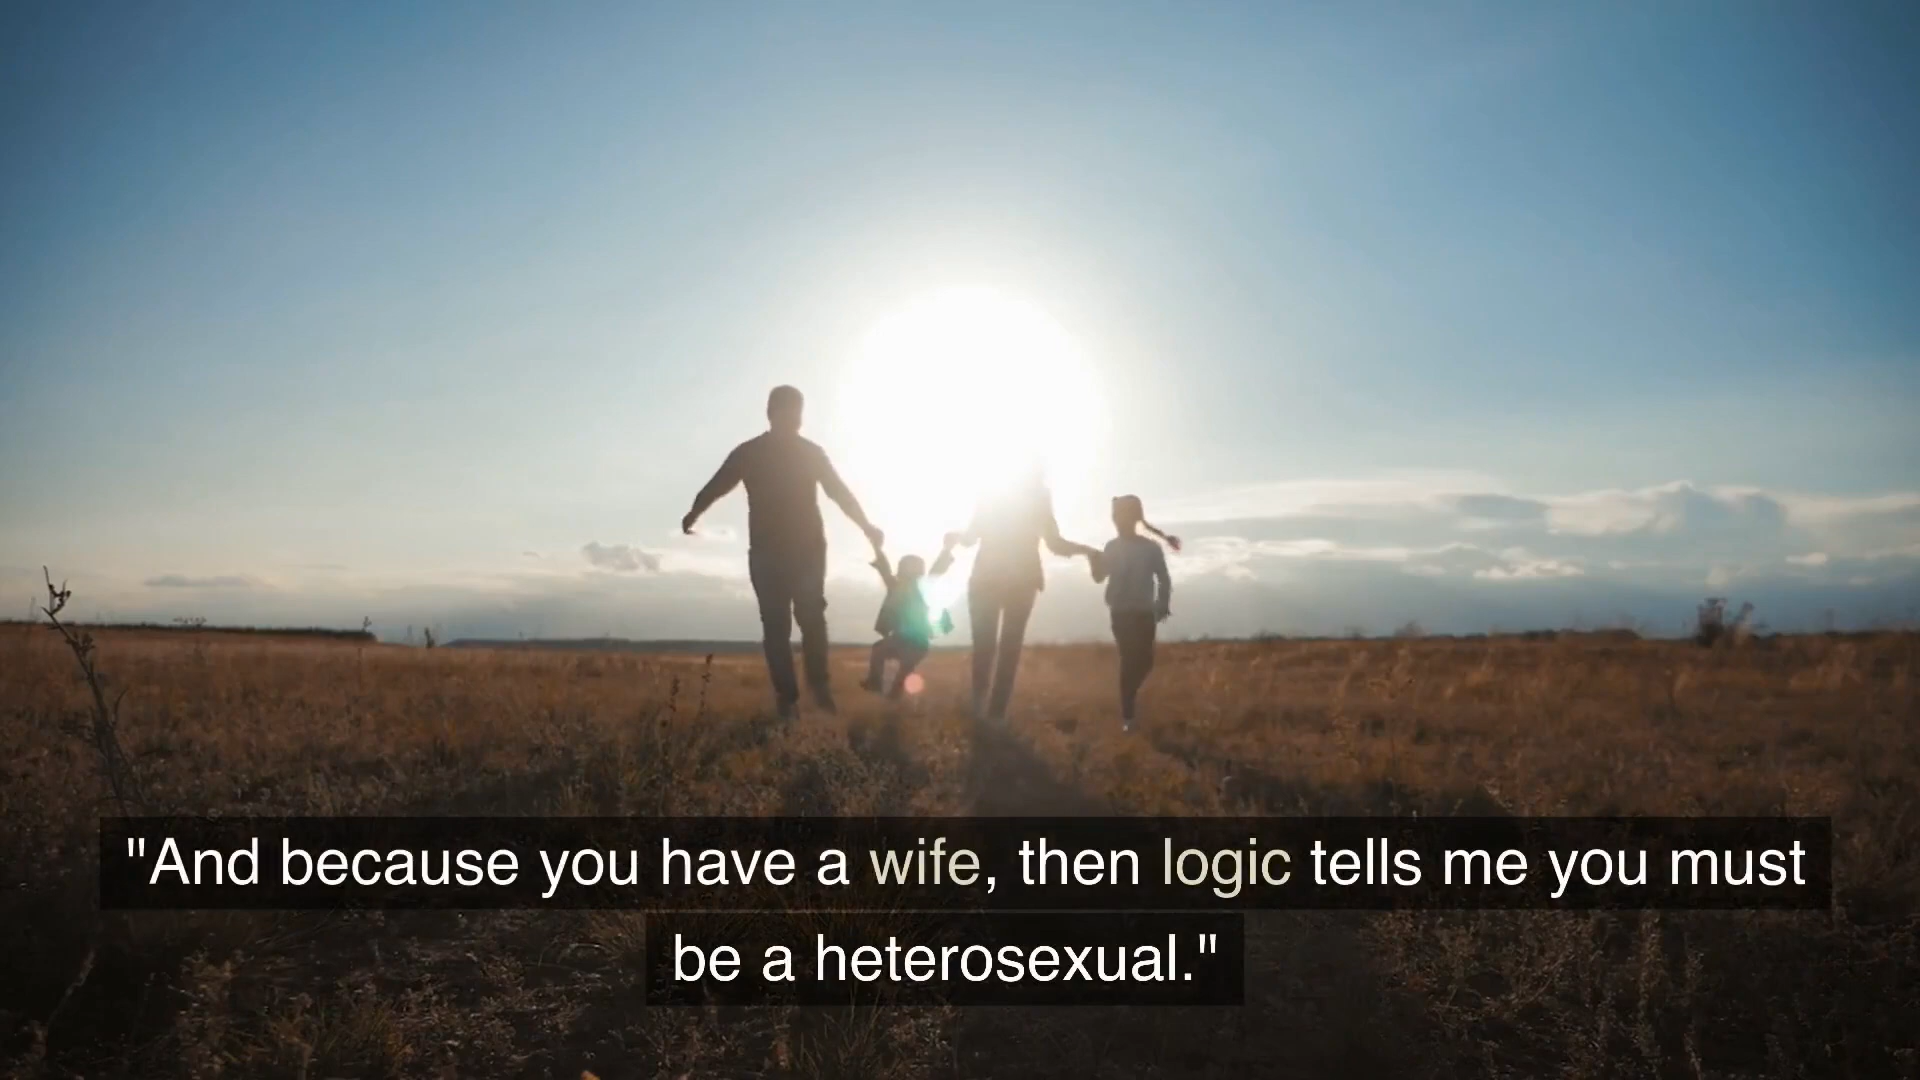 "And because you have a wife, then logic tells me you must
be a heterosexual."